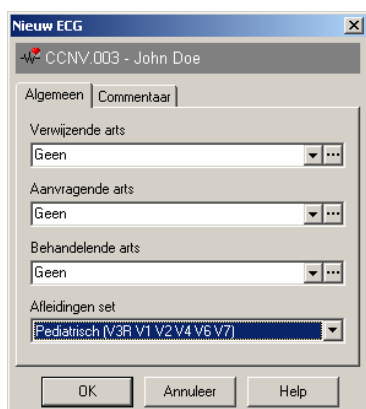 Nieuw ECG
CCNV.003 - John Doe
Algemeen Commentaar
Verwijzende arts
Geen
Aanvragende arts
Geen
Behandelende arts
Geen
Afleidingen set
Pediatrisch (V3R V1 V2 V4 V6 V7)
OK Annuleer Help